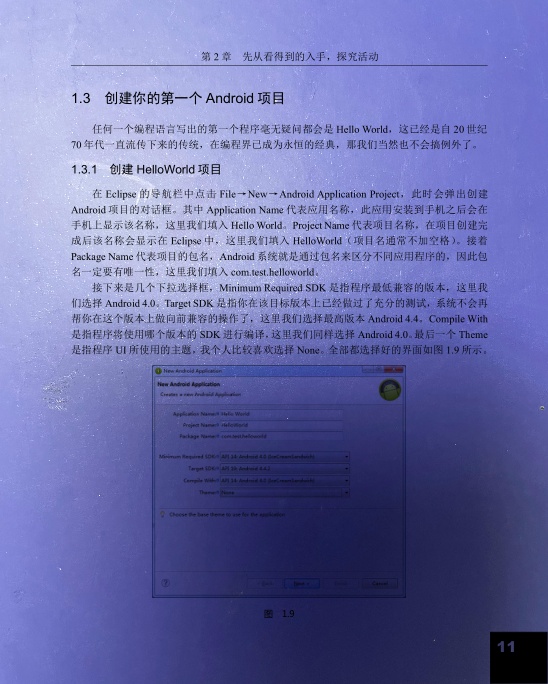 第 2 章 先从看得到的入手，探究活动
1.3 创建你的第一个 Android 项目
任何一个编程语言写出的第一个程序毫无疑问都会是 Hello World，这已经是自 20 世纪
70 年代一直流传下来的传统，在编程界已成为永恒的经典，那我们当然也不会搞例外了。
1.3.1 创建 HelloWorld 项目
在 Eclipse 的导航栏中点击 File→New→Android Application Project，此时会弹出创建
Android 项目的对话框。其中 Application Name 代表应用名称，此应用安装到手机之后会在
手机上显示该名称，这里我们填入 Hello World。Project Name 代表项目名称，在项目创建完
成后该名称会显示在 Eclipse 中，这里我们填入 HelloWorld（项目名通常不加空格）。接着
Package Name 代表项目的包名，Android 系统就是通过包名来区分不同应用程序的，因此包
名一定要有唯一性，这里我们填入 com.test.helloworld。
接下来是几个下拉选择框，Minimum Required SDK 是指程序最低兼容的版本，这里我
们选择 Android 4.0。Target SDK 是指你在该目标版本上已经做过了充分的测试，系统不会再
帮你在这个版本上做向前兼容的操作了，这里我们选择最高版本 Android 4.4。Compile With
是指程序将使用哪个版本的 SDK 进行编译，这里我们同样选择 Android 4.0。最后一个 Theme
是指程序 UI 所使用的主题，我个人比较喜欢选择 None。全部都选择好的界面如图 1.9 所示。
New Android Application
New Android Application
Creates a new Android Application
Application Name: Hello World
Project Name: HelloWorld
Package Name: com.test.helloworld
Minimum Required SDK: API 14: Android 4.0 (IceCreamSandwich)
Target SDK:
Compile With: API 14: Android 4.0 (IceCreamSandwich)
Theme: None
Choose the base theme to use for the application
Next > Cancel
图 1.9
11